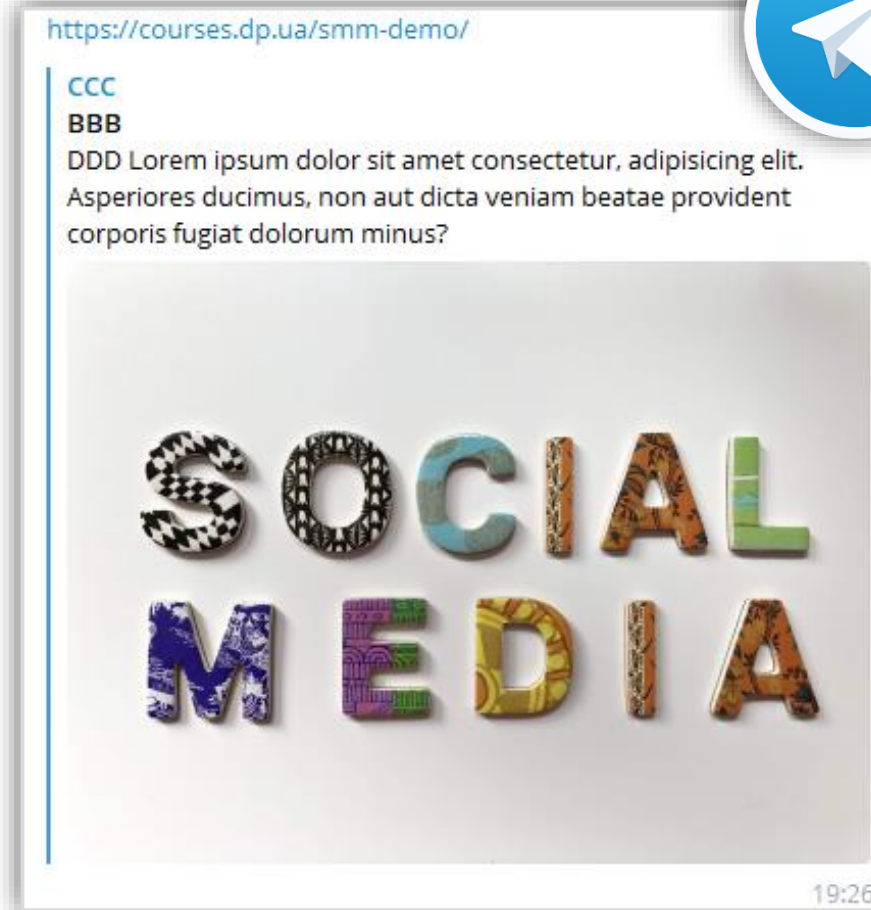 https://courses.dp.ua/smm-demo/
CCC
BBB
DDD Lorem ipsum dolor sit amet consectetur, adipisicing elit.
Asperiores ducimus, non aut dicta veniam beatae provident
corporis fugiat dolorum minus?
SOCIAL
MEDIA
19:26